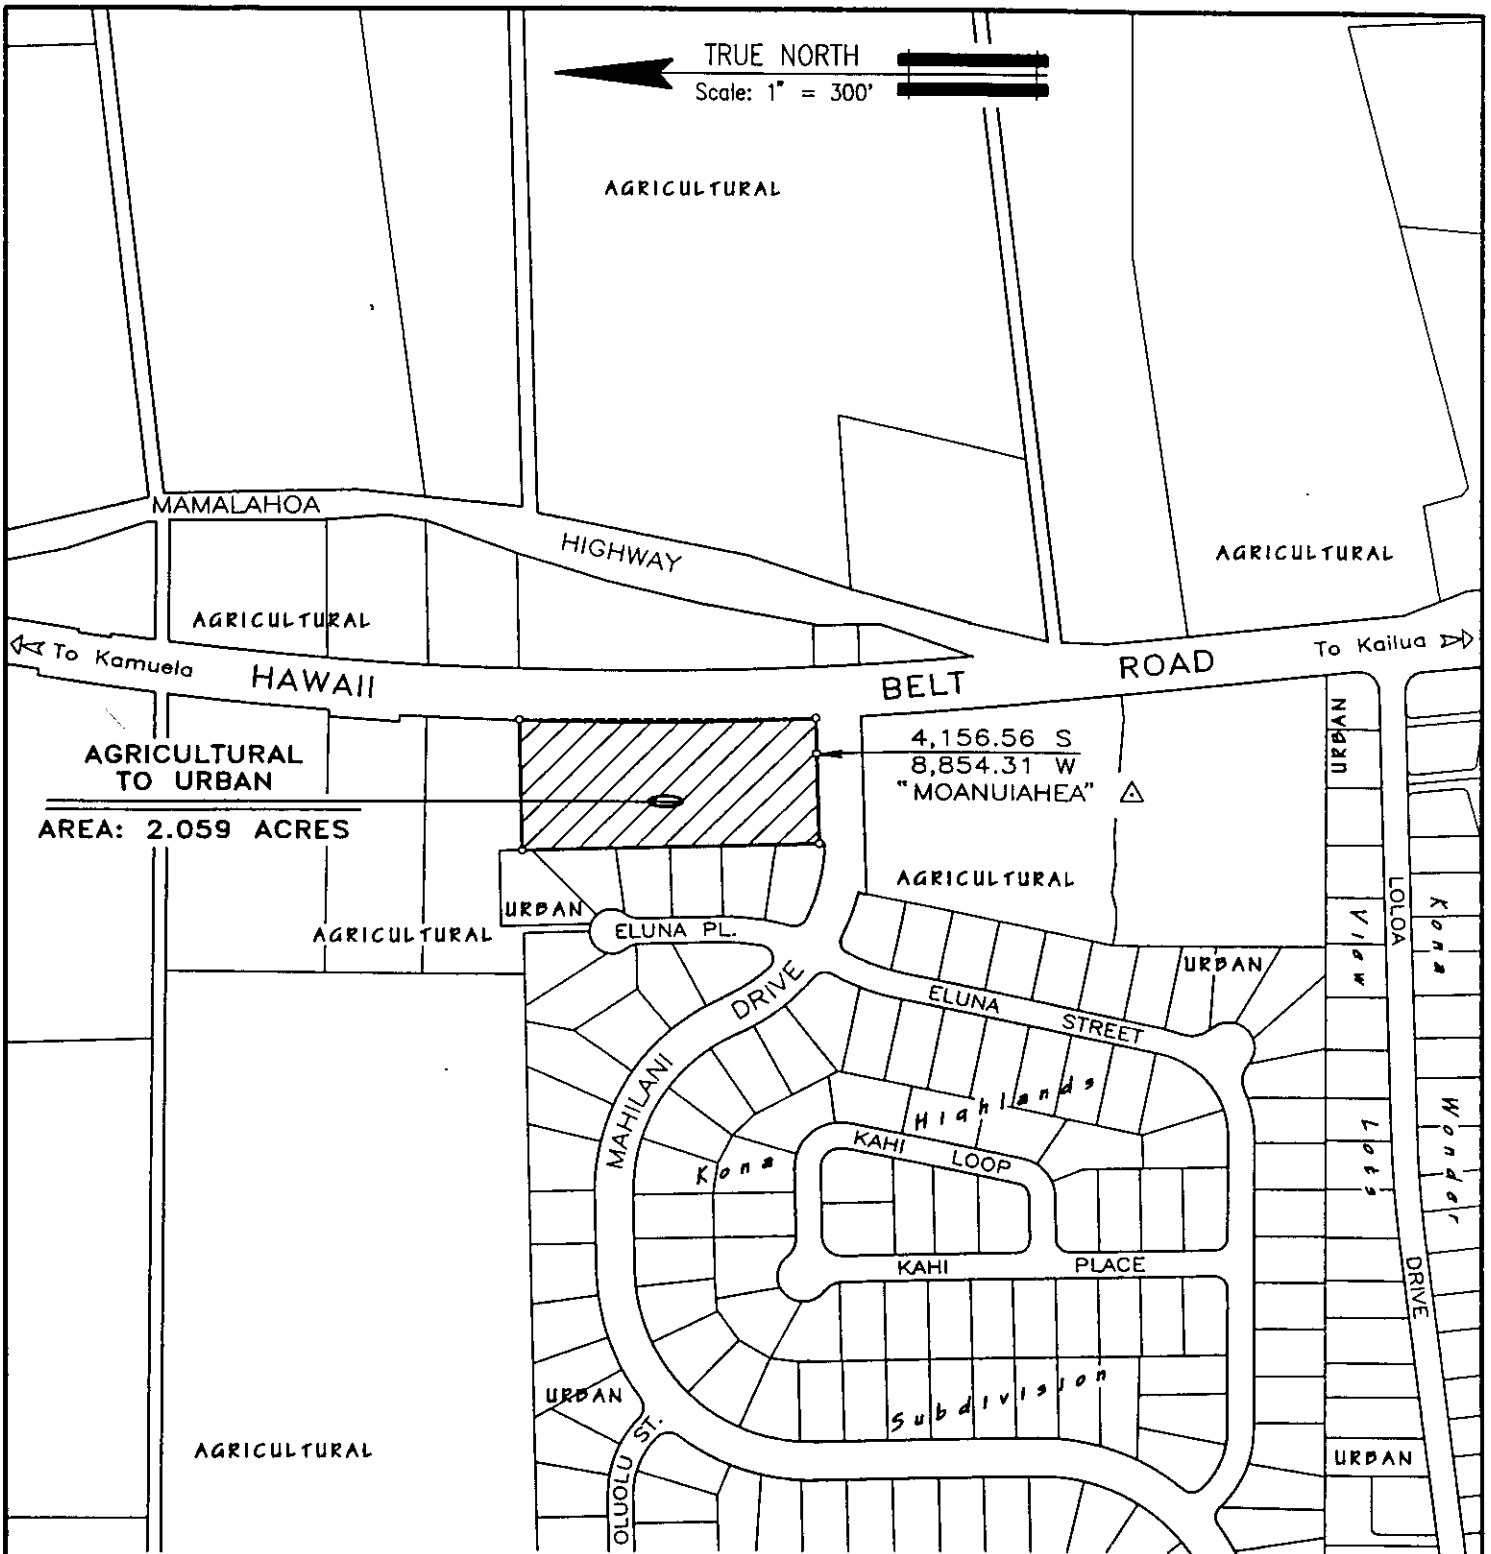 TRUE NORTH
Scale: 1" = 300'
AGRICULTURAL
MAMALAHOA
HIGHWAY
AGRICULTURAL
AGRICULTURAL
To Kamuela
HAWAII
BELT
ROAD
To Kailua
AGRICULTURAL
TO URBAN
AREA: 2.059 ACRES
4,156.56 S
8,854.31 W
"MOANUIAHEA"
URBAN
AGRICULTURAL
URBAN
AGRICULTURAL
ELUNA PL.
URBAN
ELUNA
STREET
MAHILANI
DRIVE
LOLOA
DRIVE
Kona
View
Lots
Kona
Wonder
Kona
Highlands
Subdivision
KAHI
LOOP
KAHI
PLACE
URBAN
OLUOLU ST.
AGRICULTURAL
URBAN